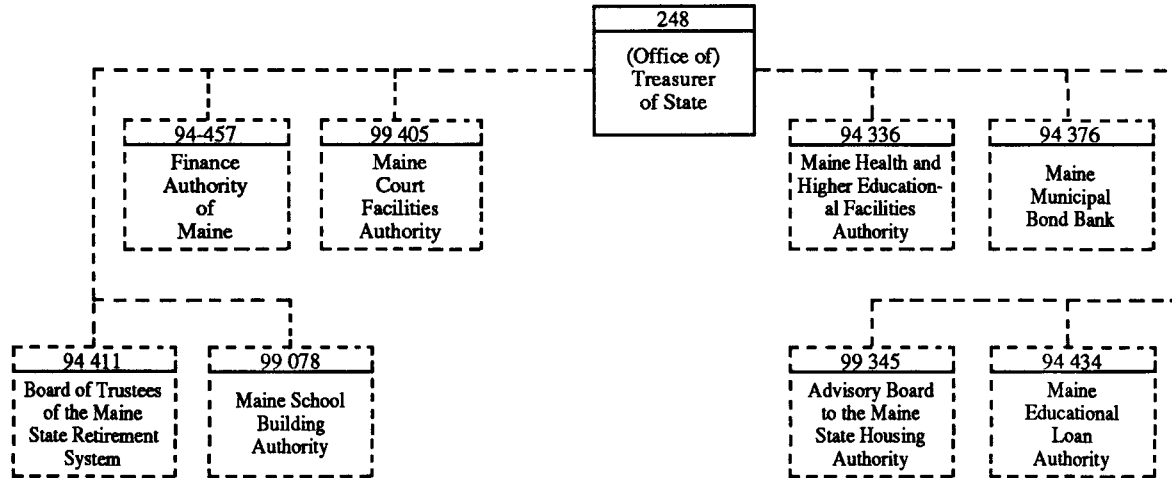 248
(Office of)
Treasurer
of State
94-457
Finance
Authority
of
Maine
99 405
Maine
Court
Facilities
Authority
94 336
Maine Health and
Higher Education-
al Facilities
Authority
94 376
Maine
Municipal
Bond Bank
94 411
Board of Trustees
of the Maine
State Retirement
System
99 078
Maine School
Building
Authority
99 345
Advisory Board
to the Maine
State Housing
Authority
94 434
Maine
Educational
Loan
Authority